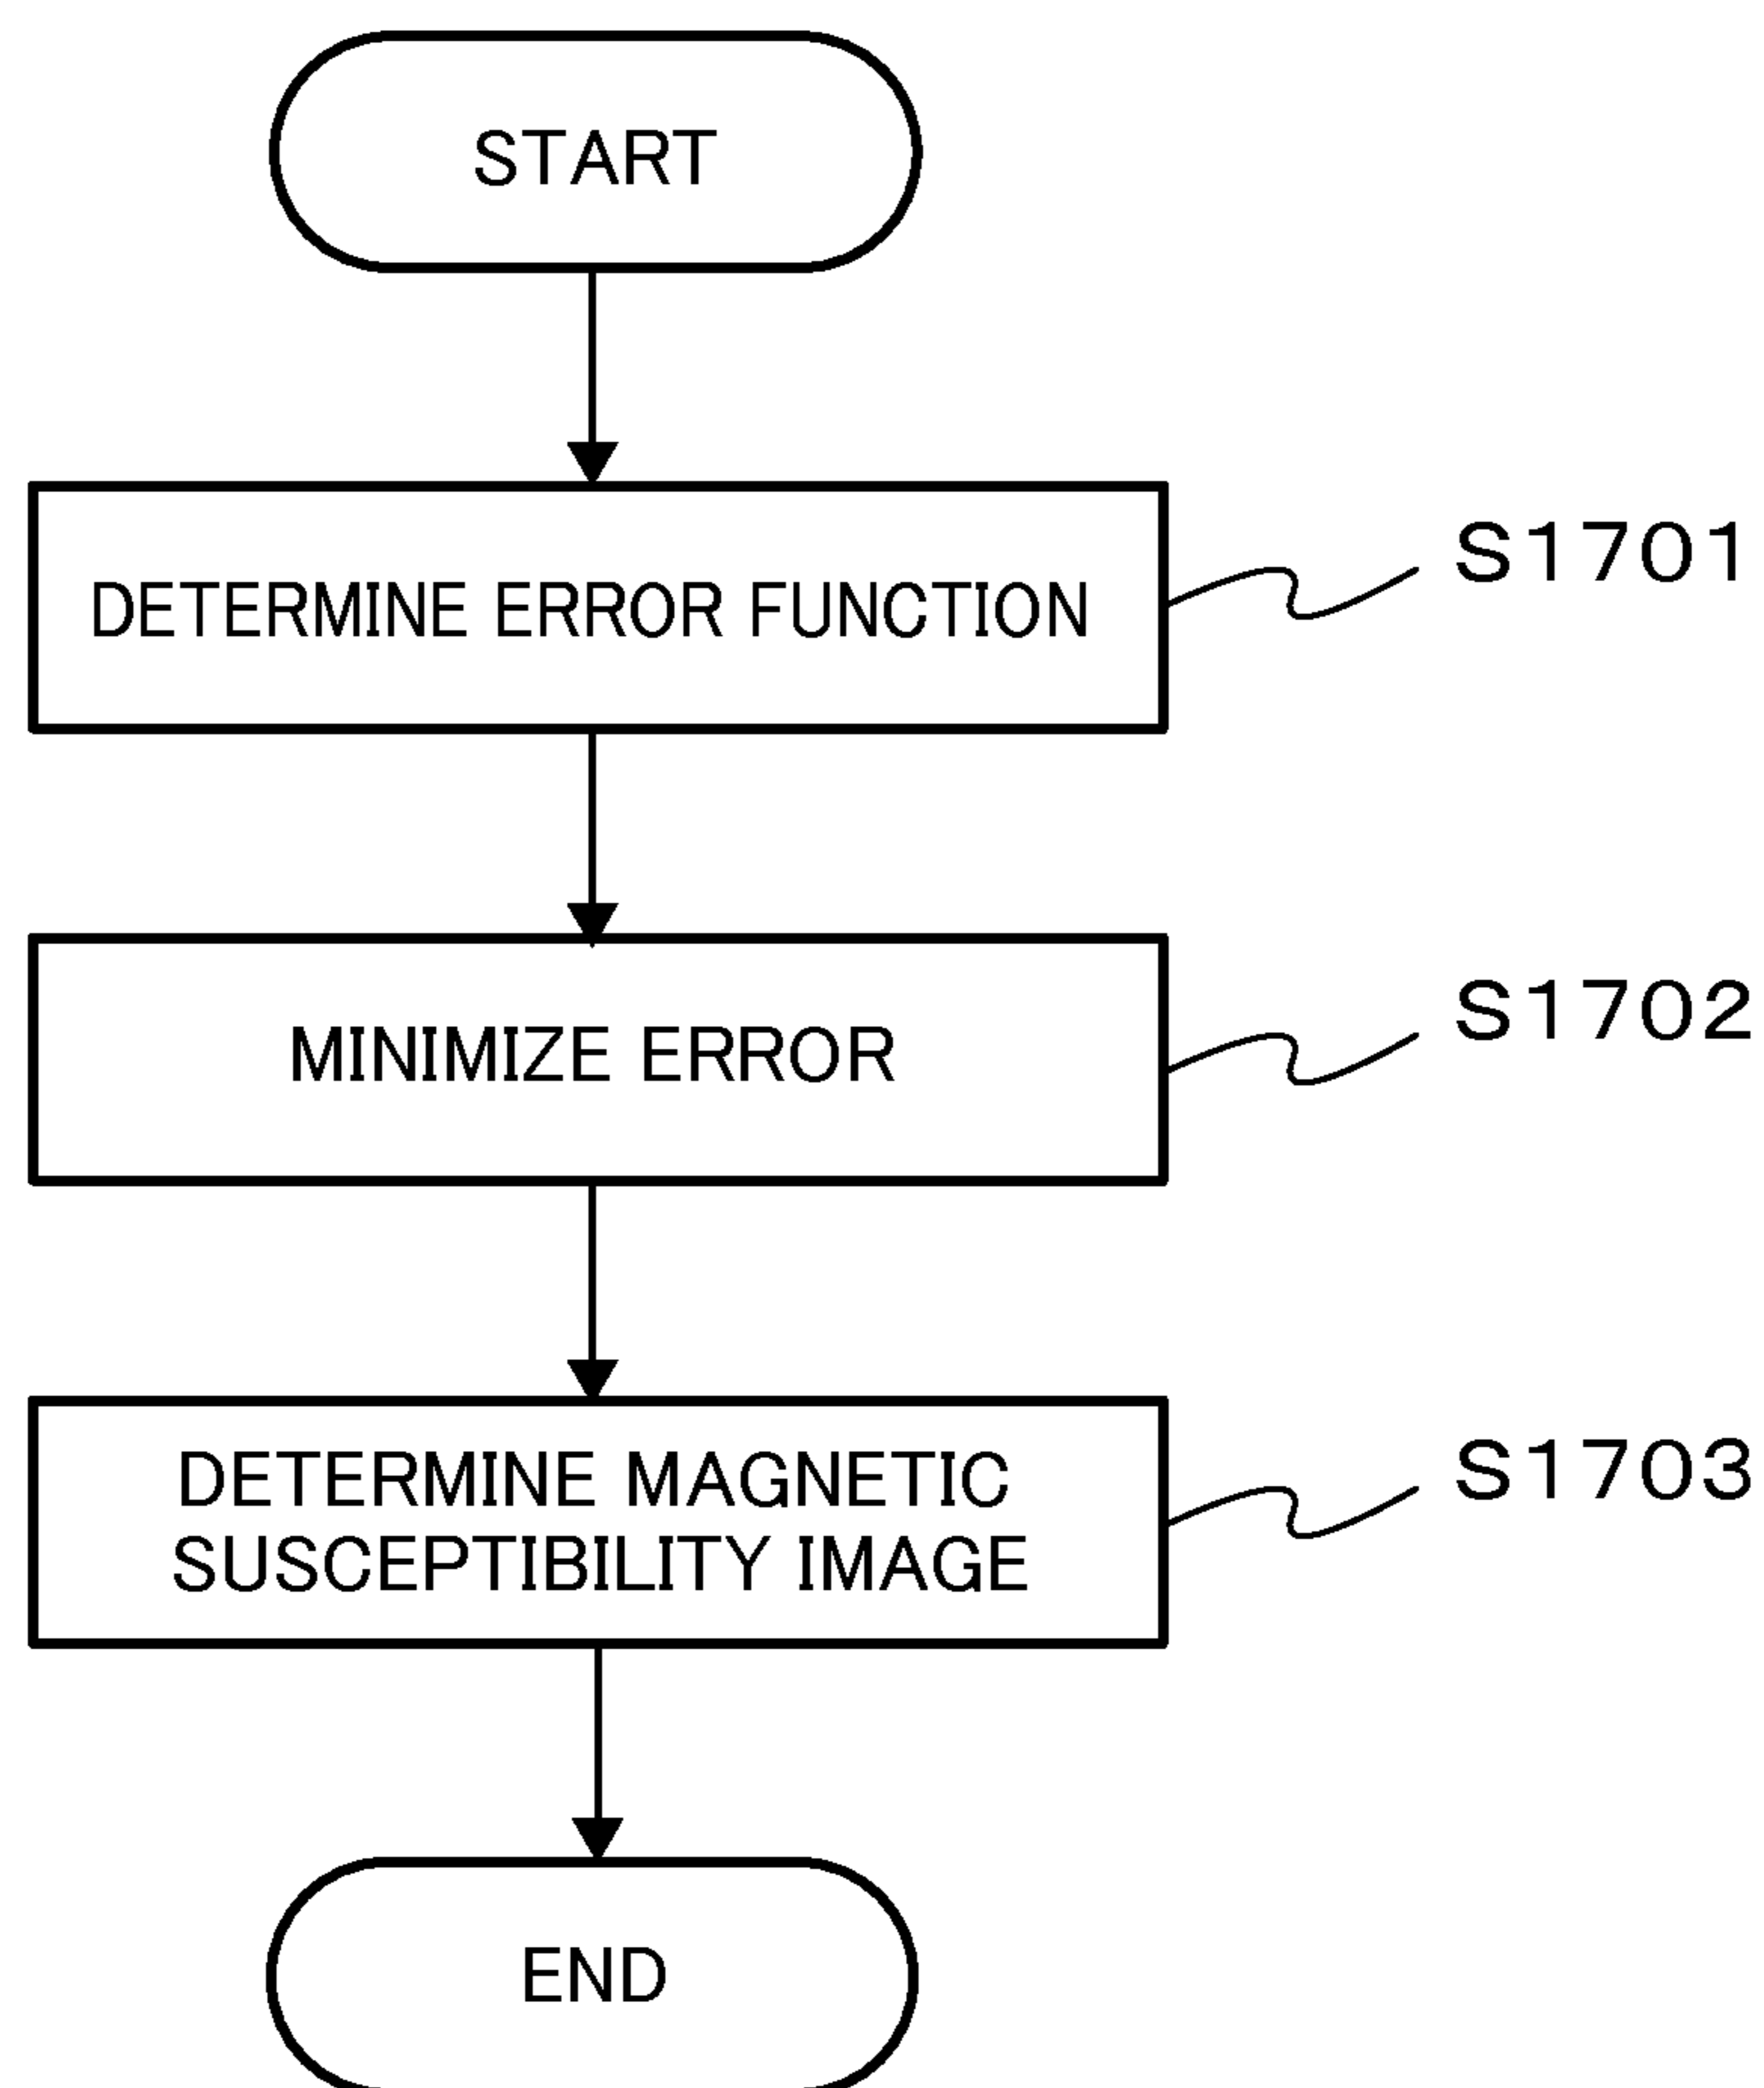 START
DETERMINE ERROR FUNCTION
S1701
MINIMIZE ERROR
S1702
DETERMINE MAGNETIC
SUSCEPTIBILITY IMAGE
S1703
END